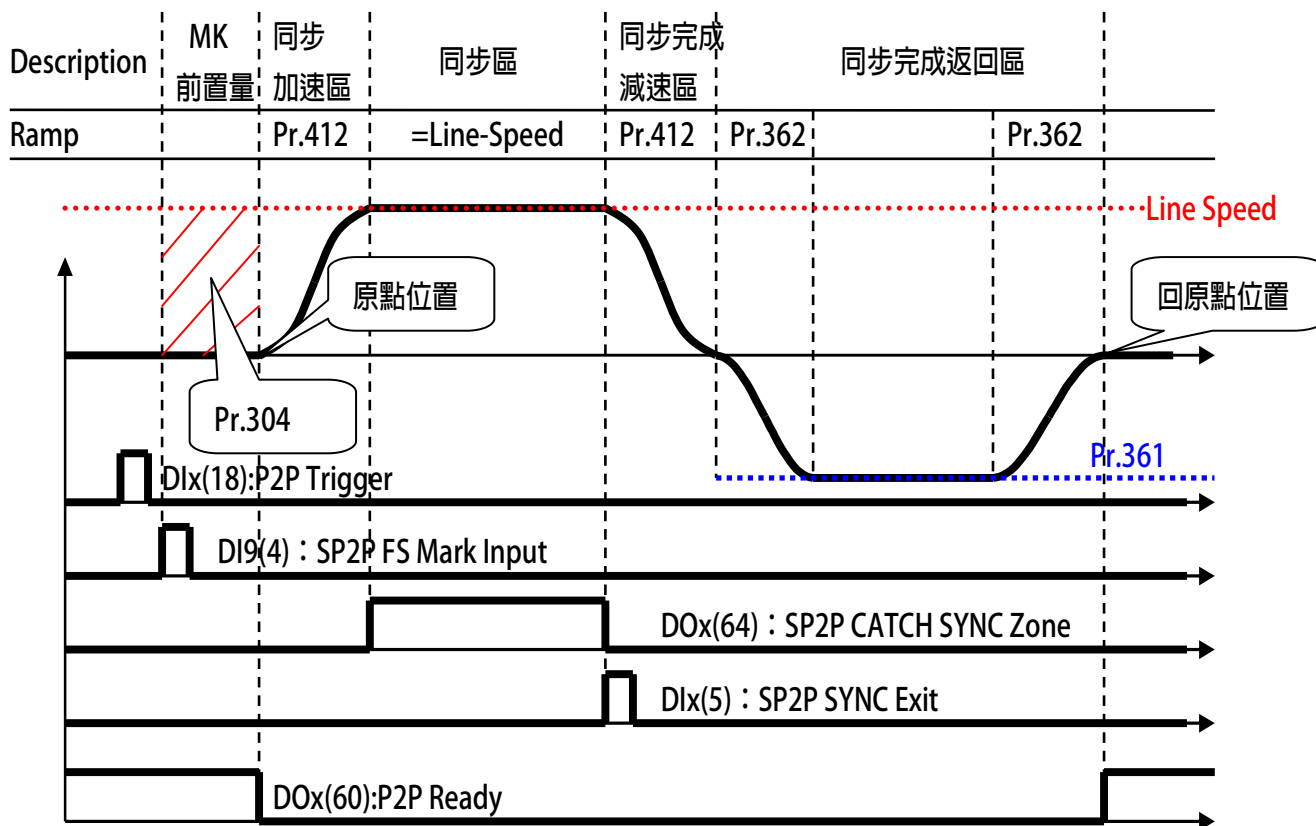 Description
MK
前置量
同步
加速區
同步區
同步完成
減速區
同步完成返回區
Ramp
Pr.412
=Line-Speed
Pr.412
Pr.362
Pr.362
Line Speed
原點位置
回原點位置
Pr.304
Pr.361
DIx(18):P2P Trigger
DI9(4)：SP2P FS Mark Input
DOx(64)：SP2P CATCH SYNC Zone
DIx(5)：SP2P SYNC Exit
DOx(60):P2P Ready